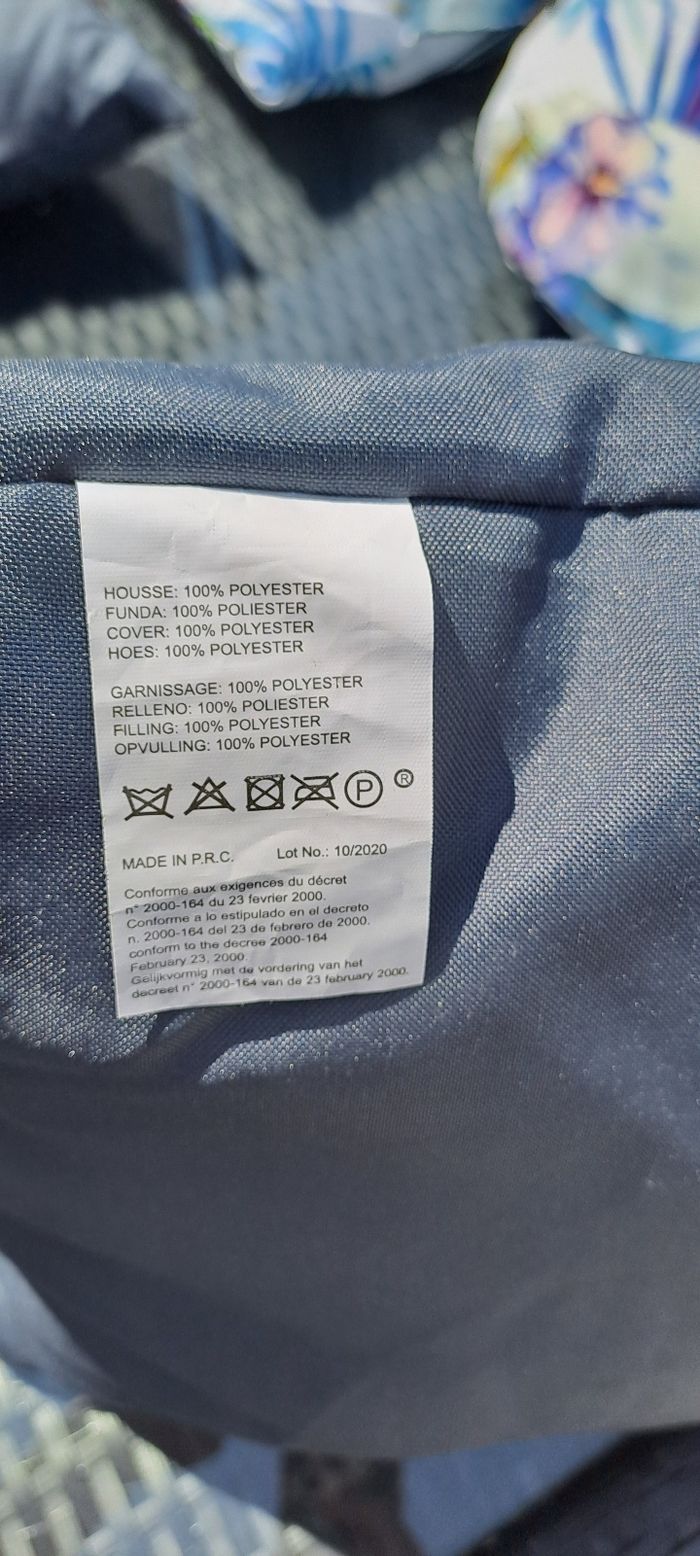 HOUSSE: 100% POLYESTER
FUNDA: 100% POLIESTER
COVER: 100% POLYESTER
HOES: 100% POLYESTER
GARNISSAGE: 100% POLYESTER
RELLENO: 100% POLIESTER
FILLING: 100% POLYESTER
OPVULLING: 100% POLYESTER
P ®
MADE IN P.R.C. Lot No.: 10/2020
Conforme aux exigences du décret
n° 2000-164 du 23 fevrier 2000.
Conforme a lo estipulado en el decreto
n. 2000-164 del 23 de febrero de 2000.
conform to the decree 2000-164
February 23, 2000.
Gelijkvormig met de vordering van het
decreet n° 2000-164 van de 23 february 2000.